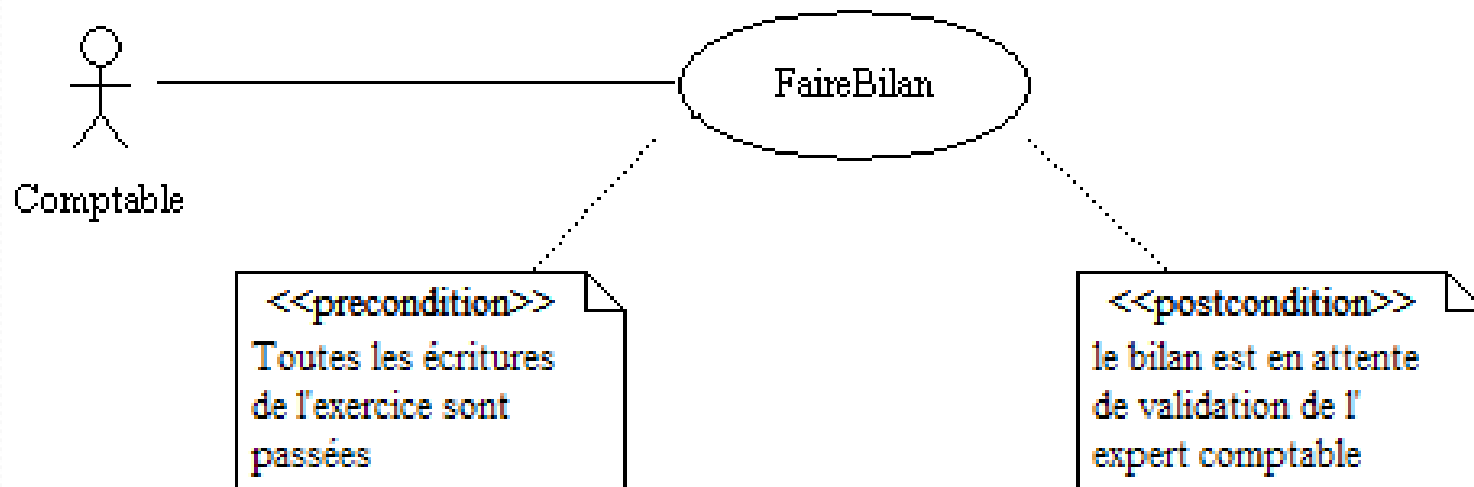 FaireBilan
Comptable
<<precondition>>
Toutes les écritures
de l'exercice sont
passées
<<postcondition>>
le bilan est en attente
de validation de l'
expert comptable